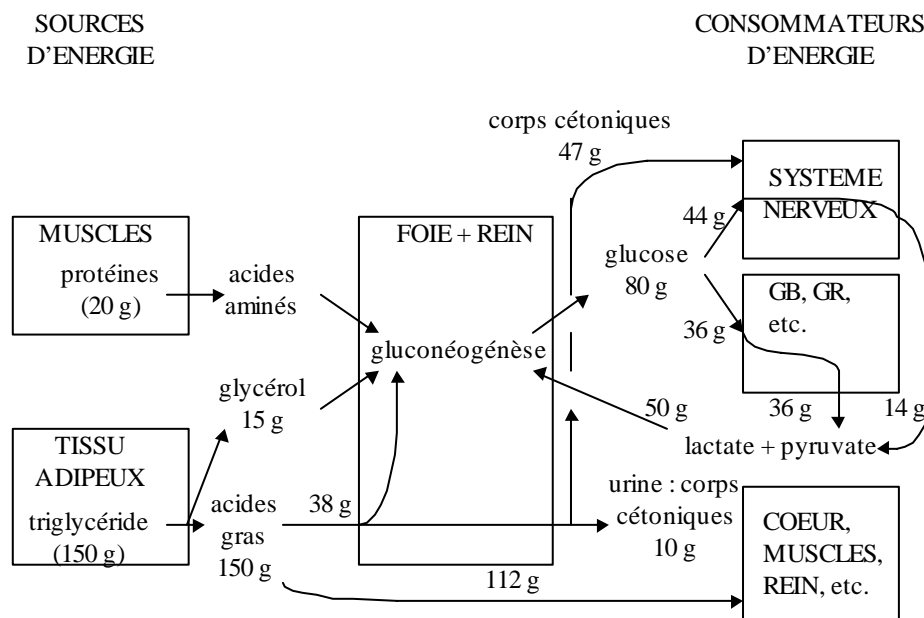 SOURCES
D'ENERGIE
CONSOMMATEURS
D'ENERGIE
corps cétoniques
47 g
SYSTEME
NERVEUX
44 g
MUSCLES
protéines
(20 g)
acides
aminés
FOIE + REIN
gluconéogénèse
glucose
80 g
GB, GR,
etc.
36 g
glycérol
15 g
50 g
36 g
14 g
lactate + pyruvate
TISSU
ADIPEUX
triglycéride
(150 g)
acides
gras
150 g
38 g
112 g
urine : corps
cétoniques
10 g
COEUR,
MUSCLES,
REIN, etc.